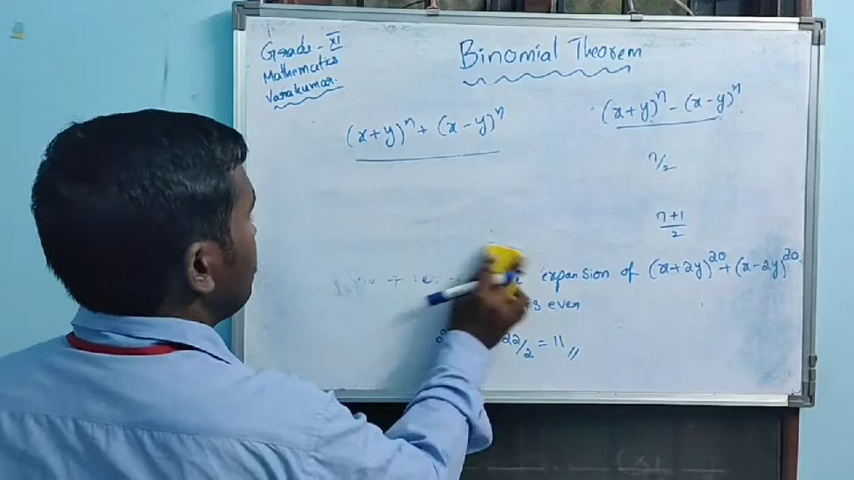 Grade - XI
Mathematics
Varakumar.
Binomial Theorem
(x+y)^n + (x-y)^n
(x+y)^n - (x-y)^n
n/2
n+1/2
expansion of (x+2y)^20 + (x-2y)^20
is even
22/2 = 11 //